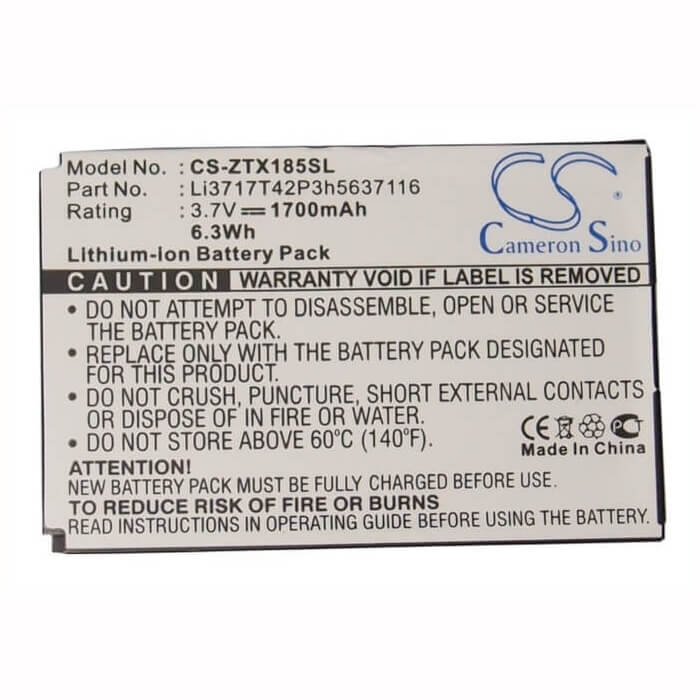 Model No. : CS-ZTX185SL
Part No. : Li3717T42P3h5637116
Rating : 3.7V 1700mAh
6.3Wh
Lithium-Ion Battery Pack
CS
Cameron Sino
CAUTION WARRANTY VOID IF LABEL IS REMOVED
• DO NOT ATTEMPT TO DISASSEMBLE, OPEN OR SERVICE
THE BATTERY PACK.
• REPLACE ONLY WITH THE BATTERY PACK DESIGNATED
FOR THE PRODUCT.
• DO NOT CRUSH, PUNCTURE, SHORT EXTERNAL CONTACTS
OR DISPOSE OF IN FIRE OR WATER.
• DO NOT STORE ABOVE 60°C (140°F).
CE
Made In China
ATTENTION!
NEW BATTERY PACK MUST BE FULLY CHARGED BEFORE USE.
TO REDUCE RISK OF FIRE OR BURNS
READ INSTRUCTIONS IN USER GUIDE BEFORE USING THE BATTERY.